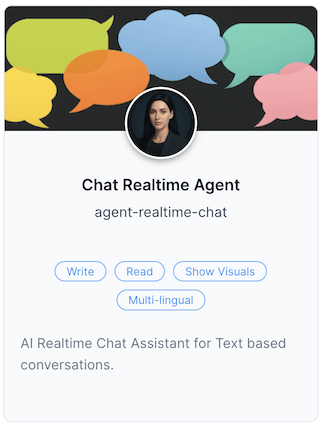 Chat Realtime Agent
agent-realtime-chat
Write Read Show Visuals
Multi-lingual
AI Realtime Chat Assistant for Text based
conversations.